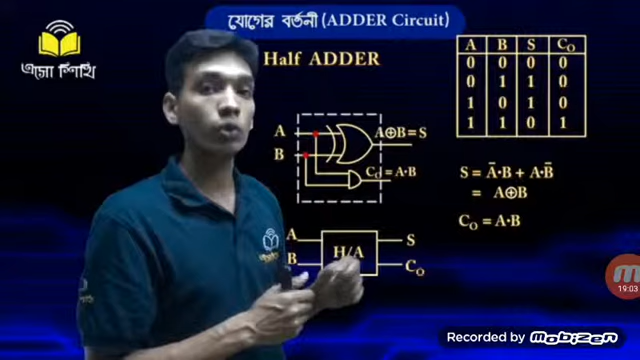 যোগের বর্তনী (ADDER Circuit)
এসো শিখি
Half ADDER
A B S C₀
0 0 0 0
0 1 1 0
1 0 1 0
1 1 0 1
A A⊕B=S
B
C₀=A·B
S = A̅·B + A·B̅
= A⊕B
C₀ = A·B
A H/A S
B C₀
19:03
Recorded by mobizen